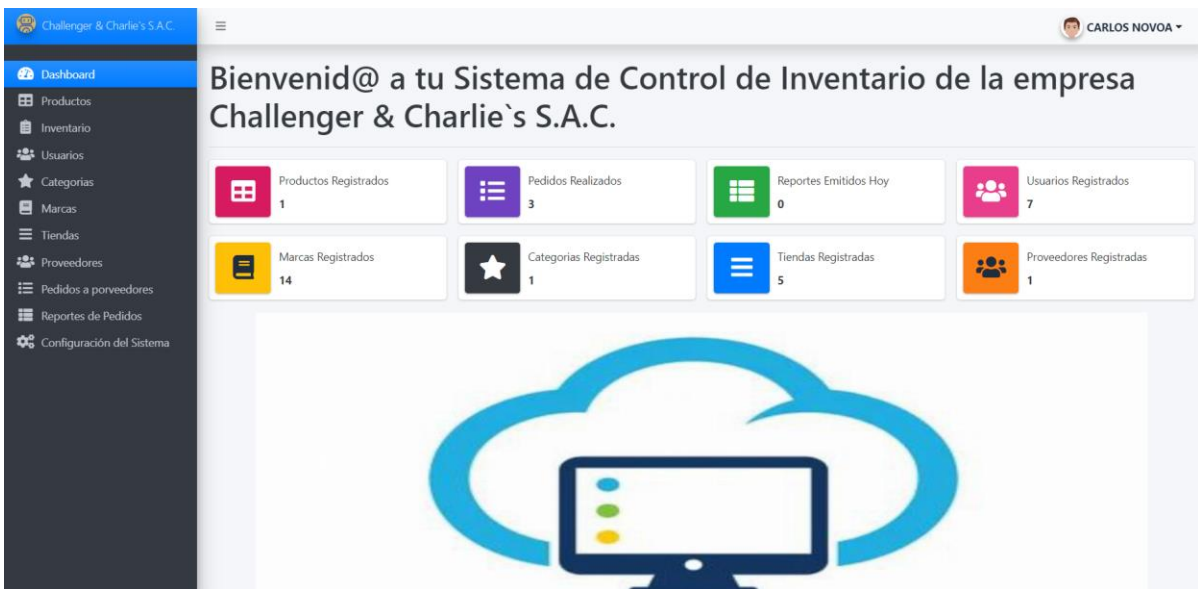 Challenger & Charlie's S.A.C.
CARLOS NOVOA
Dashboard
Productos
Inventario
Usuarios
Categorias
Marcas
Tiendas
Proveedores
Pedidos a porveedores
Reportes de Pedidos
Configuración del Sistema
Bienvenid@ a tu Sistema de Control de Inventario de la empresa
Challenger & Charlie`s S.A.C.
Productos Registrados
1
Pedidos Realizados
3
Reportes Emitidos Hoy
0
Usuarios Registrados
7
Marcas Registrados
14
Categorias Registradas
1
Tiendas Registradas
5
Proveedores Registradas
1